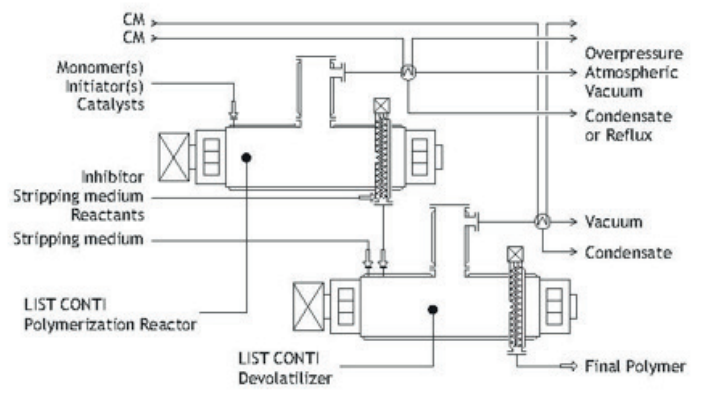 CM
CM
Monomer(s)
Initiator(s)
Catalysts
Overpressure
Atmospheric
Vacuum
Condensate
or Reflux
Inhibitor
Stripping medium
Reactants
Stripping medium
Vacuum
Condensate
LIST CONTI
Polymerization Reactor
LIST CONTI
Devolatilizer
Final Polymer